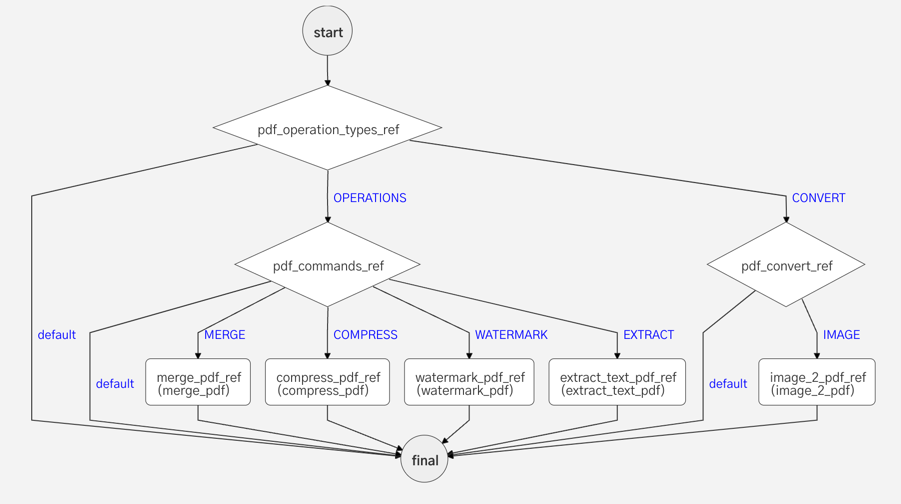 start
pdf_operation_types_ref
OPERATIONS
CONVERT
pdf_commands_ref
pdf_convert_ref
default
MERGE
COMPRESS
WATERMARK
EXTRACT
IMAGE
default
default
merge_pdf_ref
(merge_pdf)
compress_pdf_ref
(compress_pdf)
watermark_pdf_ref
(watermark_pdf)
extract_text_pdf_ref
(extract_text_pdf)
image_2_pdf_ref
(image_2_pdf)
final